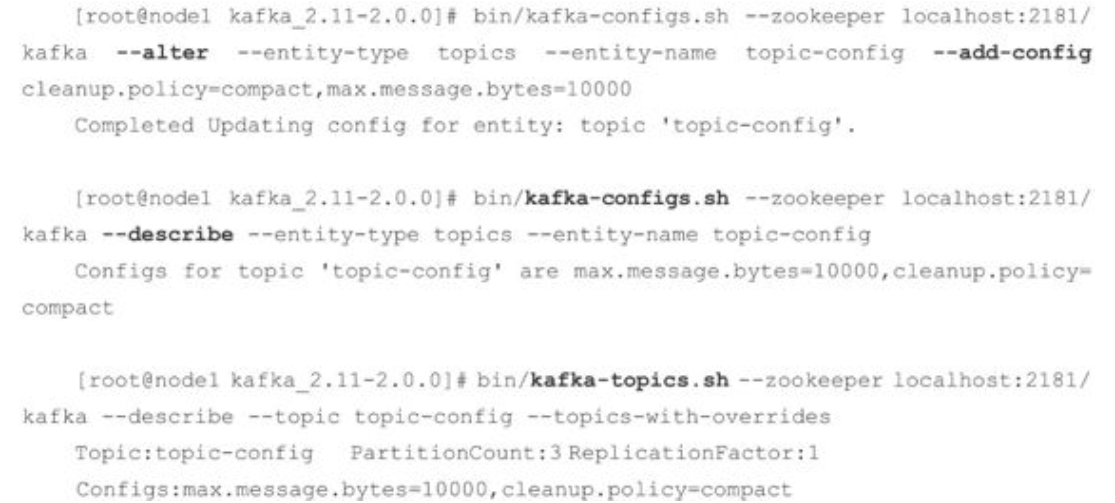 [root@node1 kafka_2.11-2.0.0]# bin/kafka-configs.sh --zookeeper localhost:2181/
kafka --alter --entity-type topics --entity-name topic-config --add-config
cleanup.policy=compact,max.message.bytes=10000
Completed Updating config for entity: topic 'topic-config'.
[root@node1 kafka_2.11-2.0.0]# bin/kafka-configs.sh --zookeeper localhost:2181/
kafka --describe --entity-type topics --entity-name topic-config
Configs for topic 'topic-config' are max.message.bytes=10000,cleanup.policy=
compact
[root@node1 kafka_2.11-2.0.0]# bin/kafka-topics.sh --zookeeper localhost:2181/
kafka --describe --topic topic-config --topics-with-overrides
Topic:topic-config PartitionCount:3 ReplicationFactor:1
Configs:max.message.bytes=10000,cleanup.policy=compact